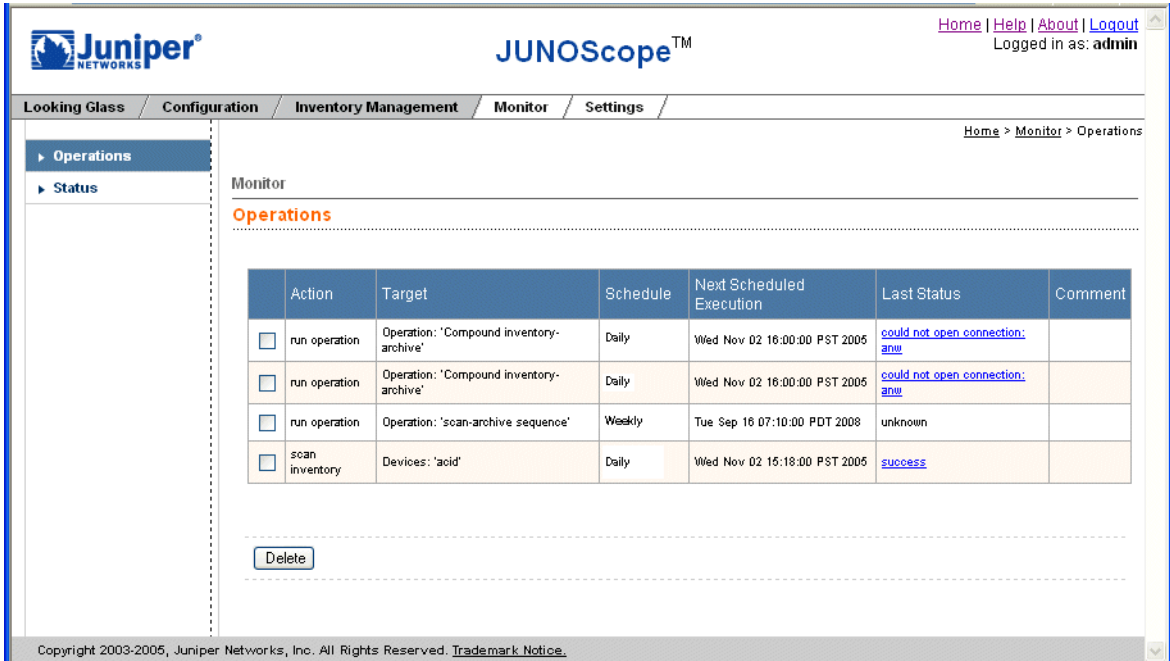 Home | Help | About | Logout
Juniper®
NETWORKS
JUNOScope™
Logged in as: admin
Looking Glass / Configuration / Inventory Management / Monitor / Settings /
Home > Monitor > Operations
Operations
Status
Monitor
Operations
Action Target Schedule Next Scheduled Execution Last Status Comment
run operation Operation: 'Compound inventory-archive' Daily Wed Nov 02 16:00:00 PST 2005 could not open connection: anw
run operation Operation: 'Compound inventory-archive' Daily Wed Nov 02 16:00:00 PST 2005 could not open connection: anw
run operation Operation: 'scan-archive sequence' Weekly Tue Sep 16 07:10:00 PDT 2008 unknown
scan inventory Devices: 'acid' Daily Wed Nov 02 15:18:00 PST 2005 success
Delete
Copyright 2003-2005, Juniper Networks, Inc. All Rights Reserved. Trademark Notice.